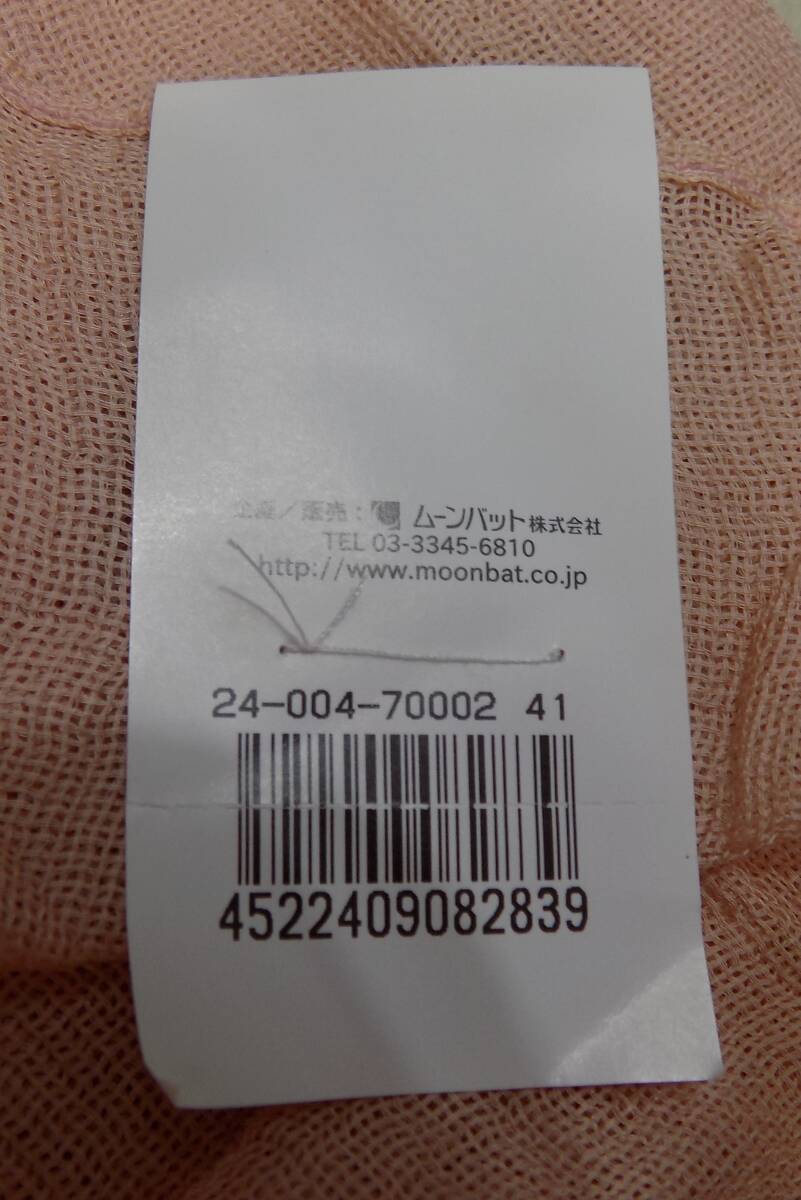 企画／販売： ムーンバット株式会社
TEL 03-3345-6810
http://www.moonbat.co.jp
24-004-70002 41
4522409082839